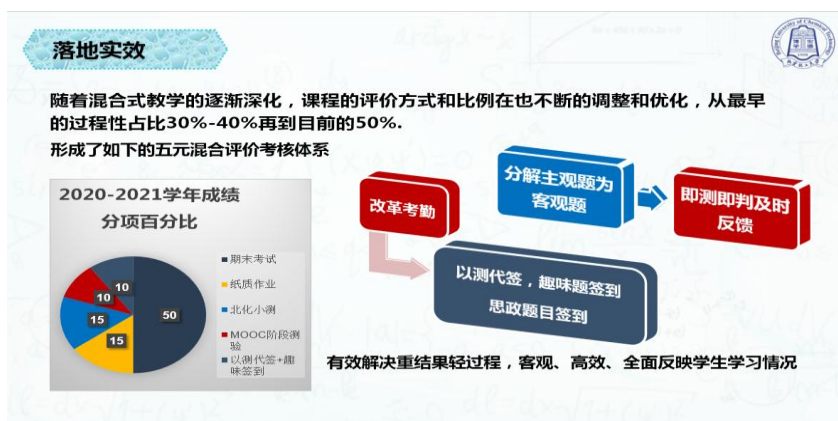 落地实效
随着混合式教学的逐渐深化，课程的评价方式和比例在也不断的调整和优化，从最早
的过程性占比30%-40%再到目前的50%.
形成了如下的五元混合评价考核体系
2020-2021学年成绩
分项百分比
50
15
15
10
10
期末考试
纸质作业
北化小测
MOOC阶段测
验
以测代签+趣
味签到
改革考勤
分解主观题为
客观题
即测即判及时
反馈
以测代签，趣味题签到
思政题目签到
有效解决重结果轻过程，客观、高效、全面反映学生学习情况